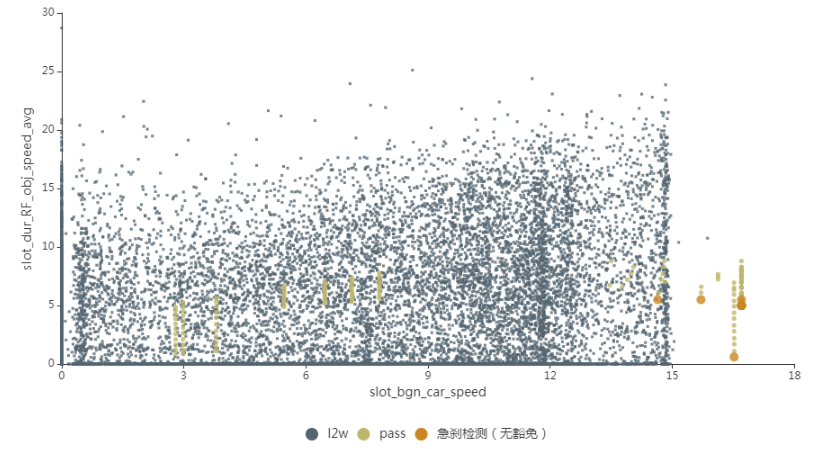 30
25
20
15
10
5
0
slot_dur_RF_obj_speed_avg
0 3 6 9 12 15 18
slot_bgn_car_speed
l2w pass 急刹检测（无豁免）